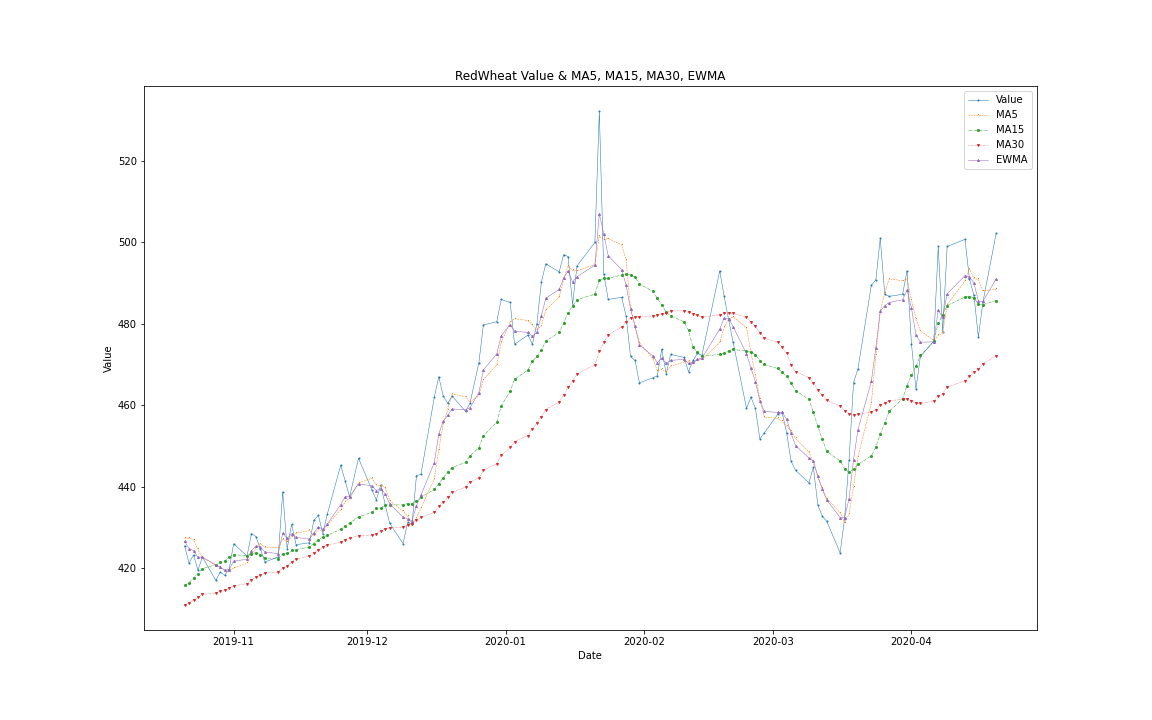 RedWheat Value & MA5, MA15, MA30, EWMA
Value
MA5
MA15
MA30
EWMA
520
500
480
460
440
420
Value
2019-11
2019-12
2020-01
2020-02
2020-03
2020-04
Date